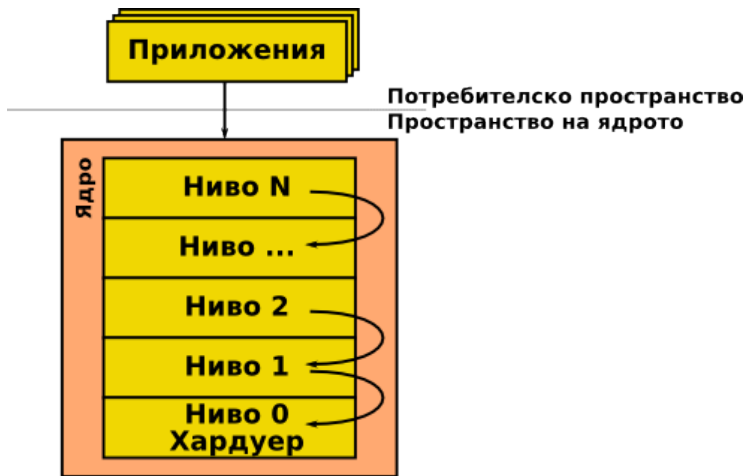 Приложения
Потребителско пространство
Пространство на ядрото
Ядро
Ниво N
Ниво ...
Ниво 2
Ниво 1
Ниво 0
Хардуер